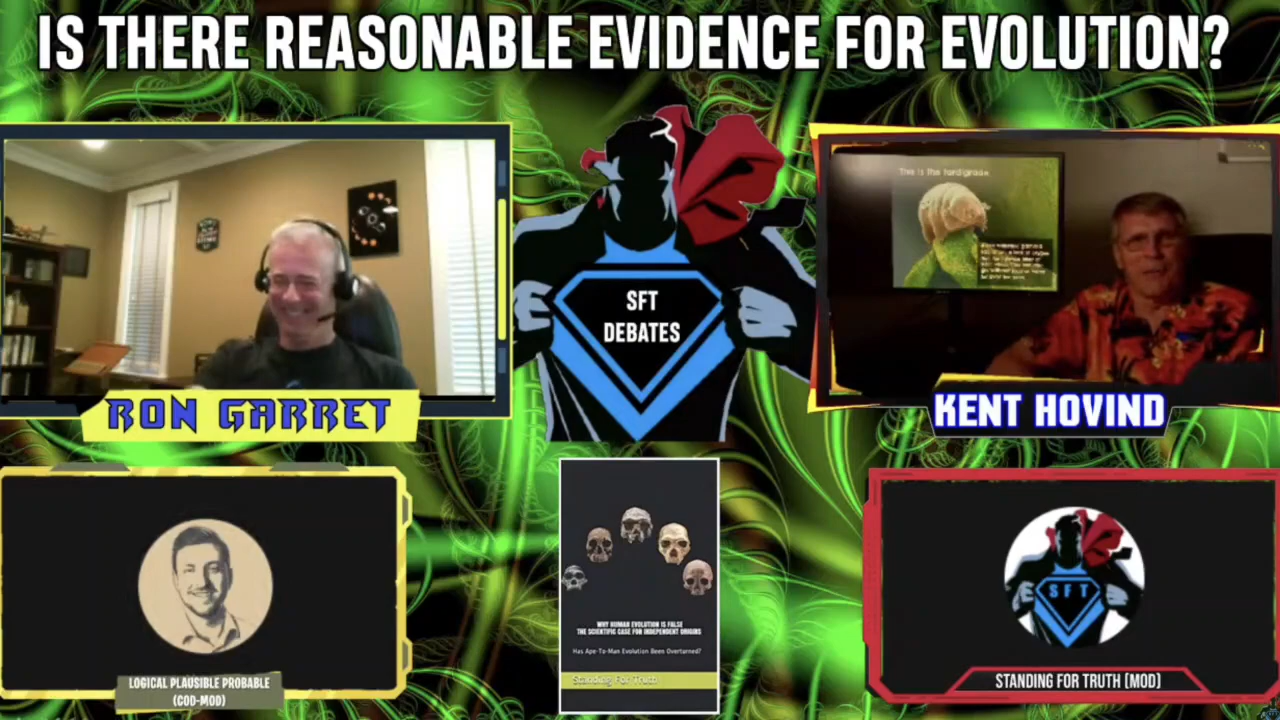 IS THERE REASONABLE EVIDENCE FOR EVOLUTION?
This is the tardigrade
SFT
DEBATES
RON GARRET
KENT HOVIND
WHY HUMAN EVOLUTION IS FALSE
THE SCIENTIFIC CASE FOR INDEPENDENT ORIGINS
Has Ape-To-Man Evolution Been Overturned?
Standing For Truth
SFT
LOGICAL PLAUSIBLE PROBABLE
(COD-MOD)
STANDING FOR TRUTH (MOD)